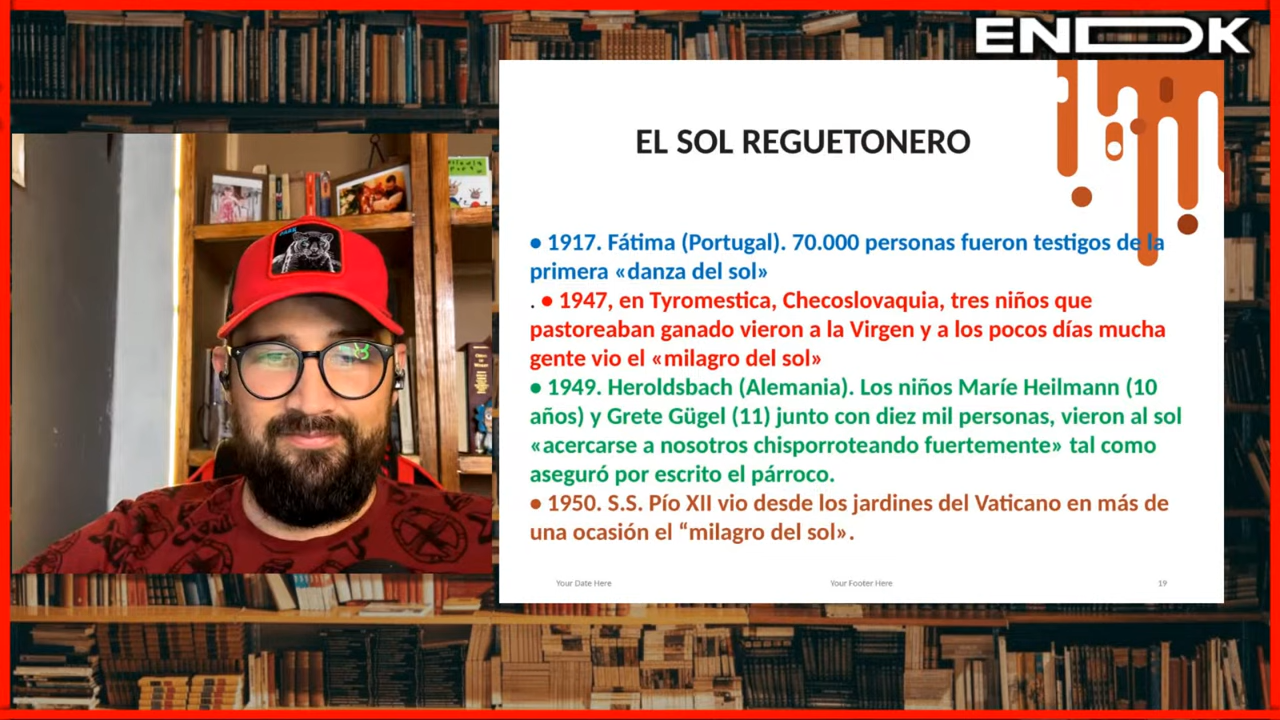 ENDK
EL SOL REGUETONERO
● 1917. Fátima (Portugal). 70.000 personas fueron testigos de la
primera «danza del sol»
. ● 1947, en Tyromestica, Checoslovaquia, tres niños que
pastoreaban ganado vieron a la Virgen y a los pocos días mucha
gente vio el «milagro del sol»
● 1949. Heroldsbach (Alemania). Los niños Maríe Heilmann (10
años) y Grete Gügel (11) junto con diez mil personas, vieron al sol
«acercarse a nosotros chisporroteando fuertemente» tal como
aseguró por escrito el párroco.
● 1950. S.S. Pío XII vio desde los jardines del Vaticano en más de
una ocasión el “milagro del sol».
Your Date Here
Your Footer Here
19